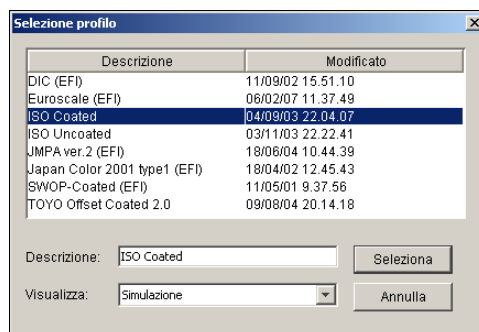 Selezione profilo
Descrizione Modificato
DIC (EFI) 11/09/02 15.51.10
Euroscale (EFI) 06/02/07 11.37.49
ISO Coated 04/09/03 22.04.07
ISO Uncoated 03/11/03 22.22.41
JMPA ver.2 (EFI) 18/06/04 10.44.39
Japan Color 2001 type1 (EFI) 18/04/02 12.45.43
SWOP-Coated (EFI) 11/05/01 9.37.56
TOYO Offset Coated 2.0 09/08/04 20.14.18
Descrizione: ISO Coated Seleziona
Visualizza: Simulazione Annulla